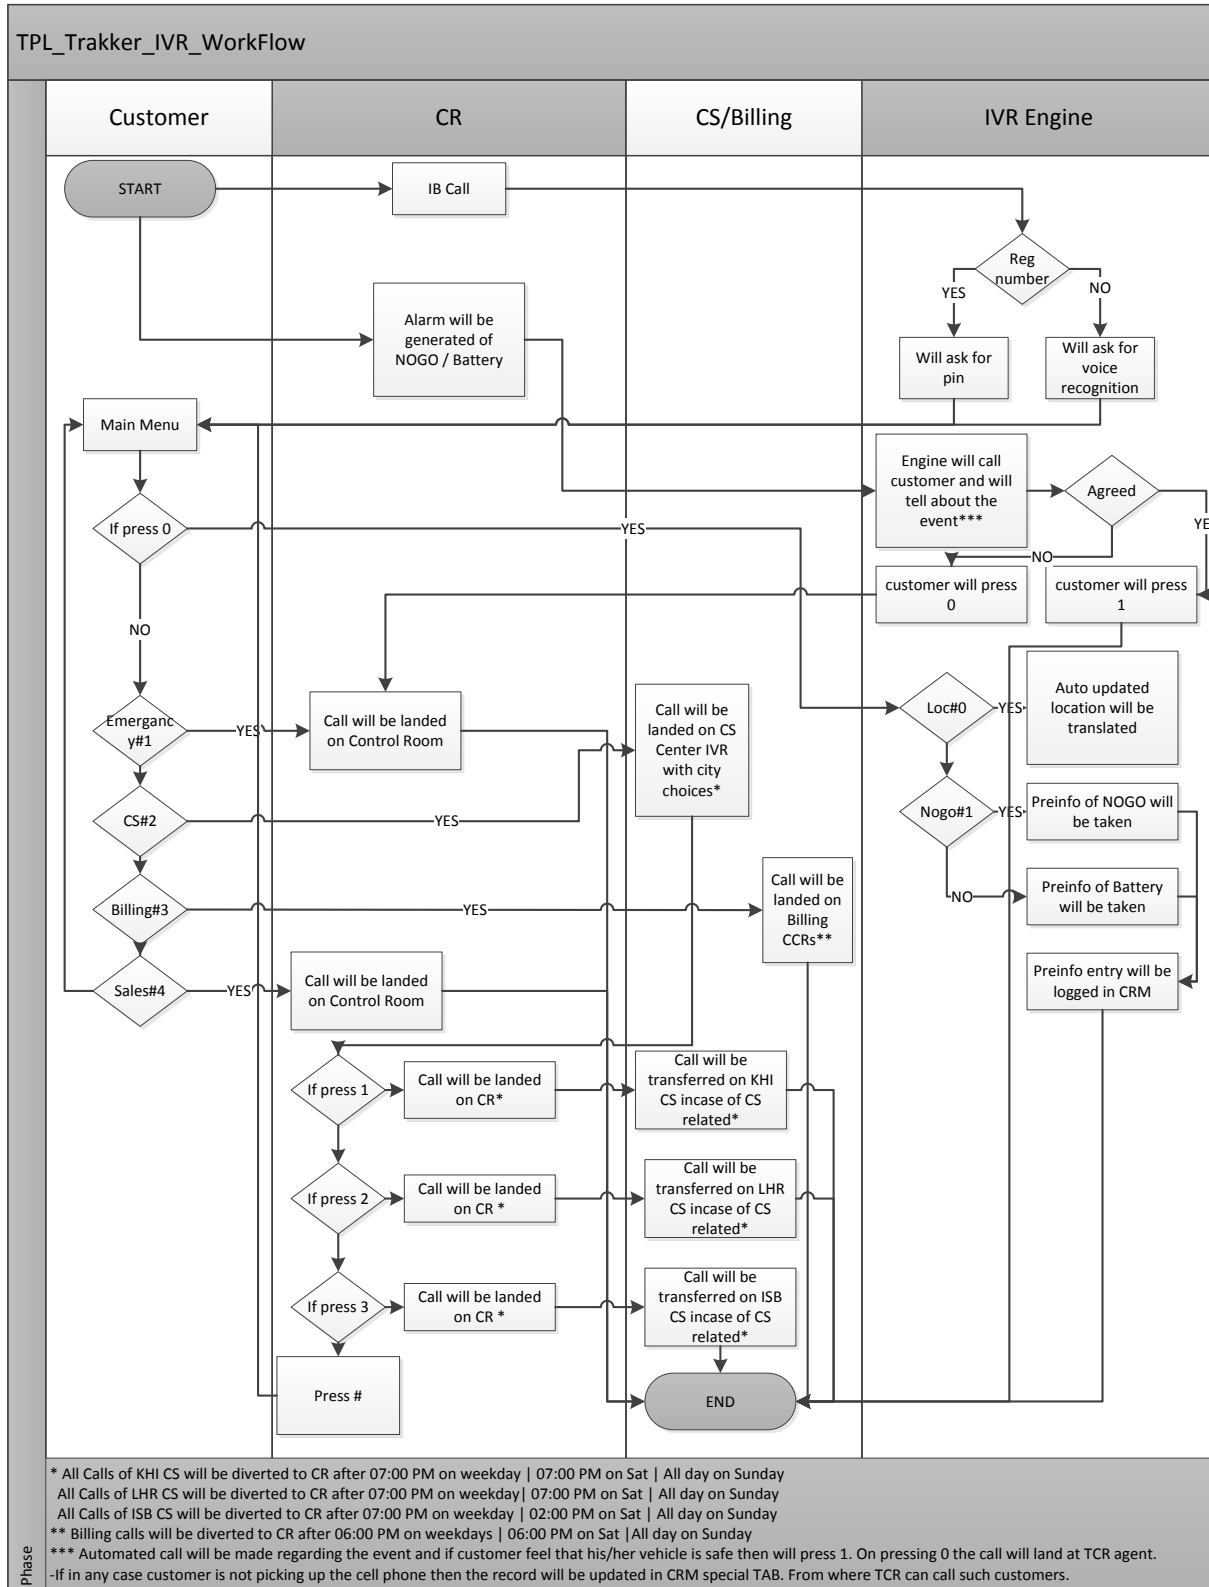 TPL_Trakker_IVR_WorkFlow
Customer
CR
CS/Billing
IVR Engine
START
IB Call
Reg
number
YES
NO
Alarm will be
generated of
NOGO / Battery
Will ask for
pin
Will ask for
voice
recognition
Main Menu
Engine will call
customer and will
tell about the
event***
Agreed
If press 0
YES
YE
NO
customer will press
0
customer will press
1
NO
Emerganc
y#1
YES
Call will be landed
on Control Room
Call will be
landed on CS
Center IVR
with city
choices*
Loc#0
YES
Auto updated
location will be
translated
CS#2
YES
Nogo#1
YES
Preinfo of NOGO will
be taken
Billing#3
YES
Call will be
landed on
Billing
CCRs**
NO
Preinfo of Battery
will be taken
Sales#4
YES
Call will be landed
on Control Room
Preinfo entry will be
logged in CRM
If press 1
Call will be landed
on CR*
Call will be
transferred on KHI
CS incase of CS
related*
If press 2
Call will be landed
on CR *
Call will be
transferred on LHR
CS incase of CS
related*
If press 3
Call will be landed
on CR *
Call will be
transferred on ISB
CS incase of CS
related*
Press #
END
* All Calls of KHI CS will be diverted to CR after 07:00 PM on weekday | 07:00 PM on Sat | All day on Sunday
All Calls of LHR CS will be diverted to CR after 07:00 PM on weekday| 07:00 PM on Sat | All day on Sunday
All Calls of ISB CS will be diverted to CR after 07:00 PM on weekday | 02:00 PM on Sat | All day on Sunday
** Billing calls will be diverted to CR after 06:00 PM on weekdays | 06:00 PM on Sat |All day on Sunday
*** Automated call will be made regarding the event and if customer feel that his/her vehicle is safe then will press 1. On pressing 0 the call will land at TCR agent.
-If in any case customer is not picking up the cell phone then the record will be updated in CRM special TAB. From where TCR can call such customers.
Phase